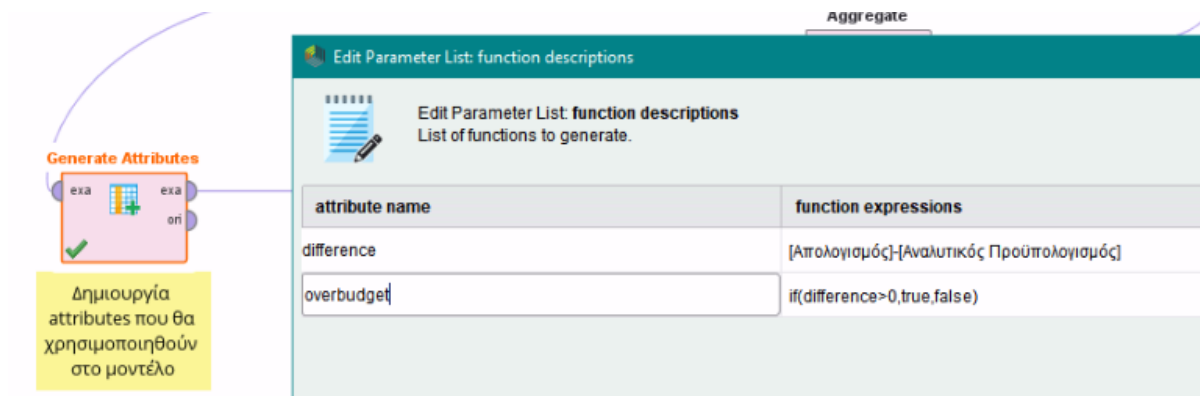 Aggregate
Edit Parameter List: function descriptions
Edit Parameter List: function descriptions
List of functions to generate.
Generate Attributes
exa
exa
ori
attribute name
function expressions
difference
[Απολογισμός]-[Αναλυτικός Προϋπολογισμός]
overbudget
if(difference>0,true,false)
Δημιουργία
attributes που θα
χρησιμοποιηθούν
στο μοντέλο